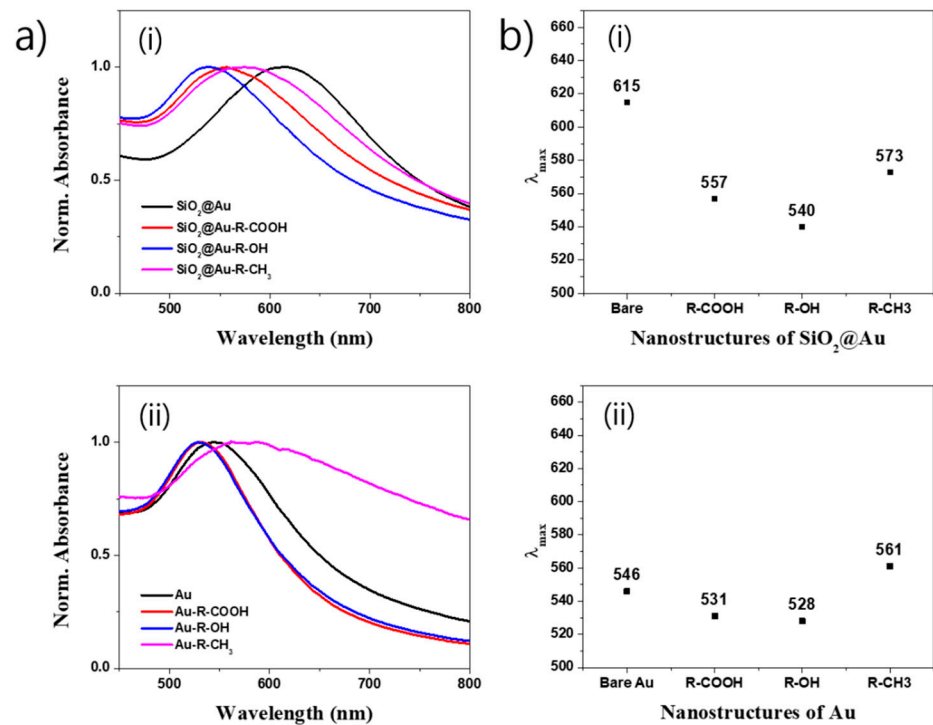 a)
(i)
Norm. Absorbance
1.0
0.5
0.0
SiO₂@Au
SiO₂@Au-R-COOH
SiO₂@Au-R-OH
SiO₂@Au-R-CH₃
500 600 700 800
Wavelength (nm)
b)
(i)
λmax
660
640
620
600
580
560
540
520
500
615
557
540
573
Bare R-COOH R-OH R-CH3
Nanostructures of SiO₂@Au
(ii)
Norm. Absorbance
1.0
0.5
0.0
Au
Au-R-COOH
Au-R-OH
Au-R-CH₃
500 600 700 800
Wavelength (nm)
(ii)
λmax
660
640
620
600
580
560
540
520
500
546
531
528
561
Bare Au R-COOH R-OH R-CH3
Nanostructures of Au